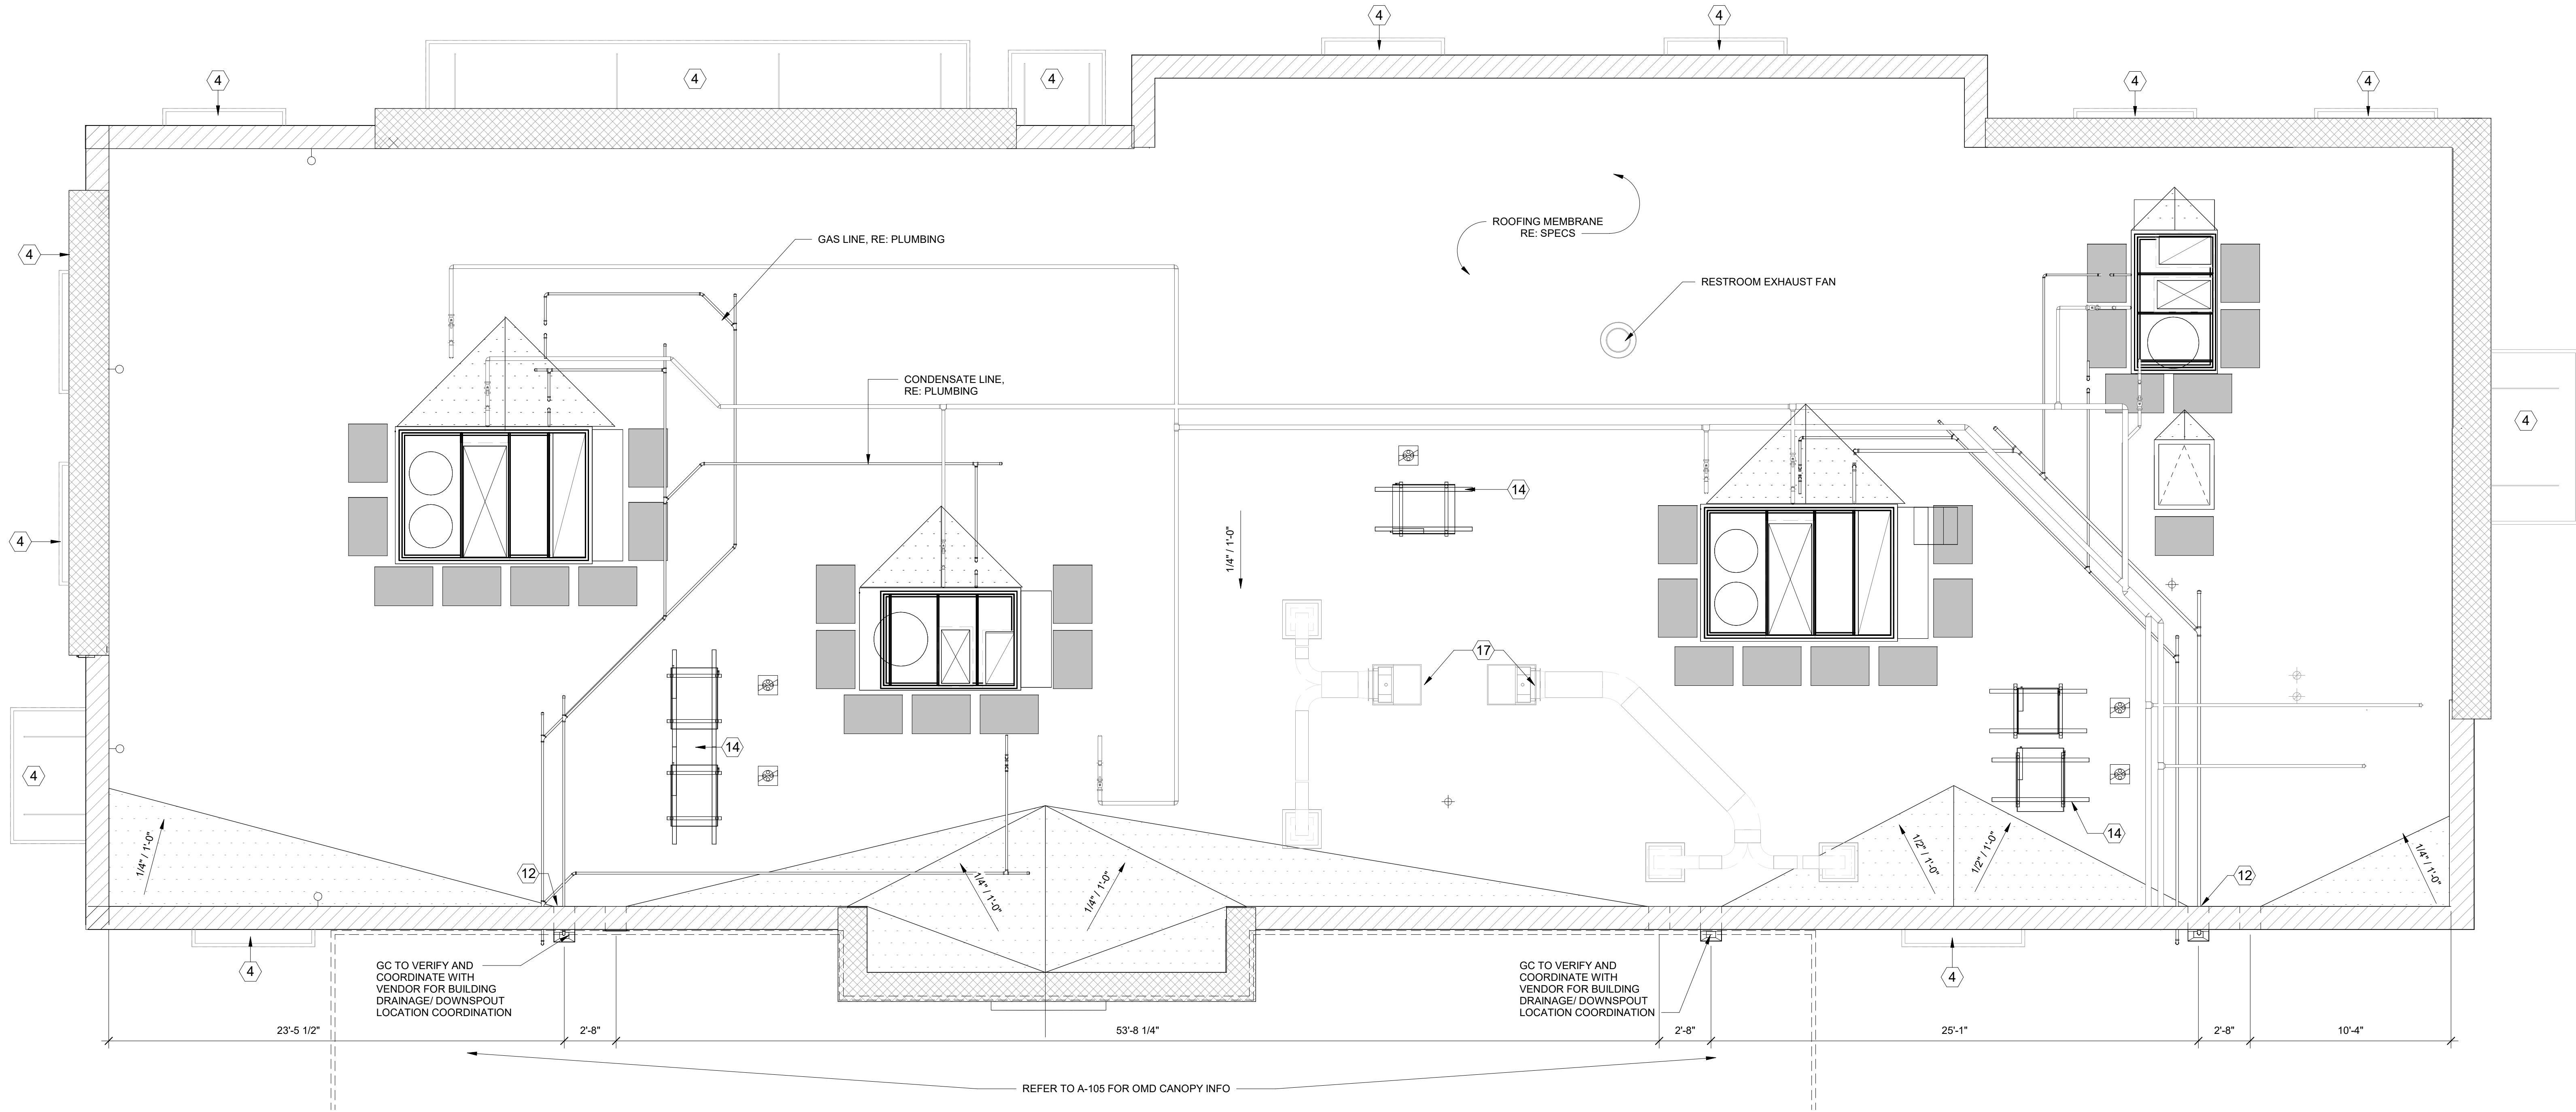 4
4
4
4
4
4
4
GAS LINE, RE: PLUMBING
ROOFING MEMBRANE
RE: SPECS
4
RESTROOM EXHAUST FAN
CONDENSATE LINE,
RE: PLUMBING
4
14
1/4" / 1'-0"
4
17
14
4
14
1/4" / 1'-0"
1/2" / 1'-0"
1/2" / 1'-0"
1/4" / 1'-0"
12
1/4" / 1'-0"
1/4" / 1'-0"
12
4
4
GC TO VERIFY AND
COORDINATE WITH
VENDOR FOR BUILDING
DRAINAGE/ DOWNSPOUT
LOCATION COORDINATION
GC TO VERIFY AND
COORDINATE WITH
VENDOR FOR BUILDING
DRAINAGE/ DOWNSPOUT
LOCATION COORDINATION
23'-5 1/2"
2'-8"
53'-8 1/4"
2'-8"
25'-1"
2'-8"
10'-4"
REFER TO A-105 FOR OMD CANOPY INFO